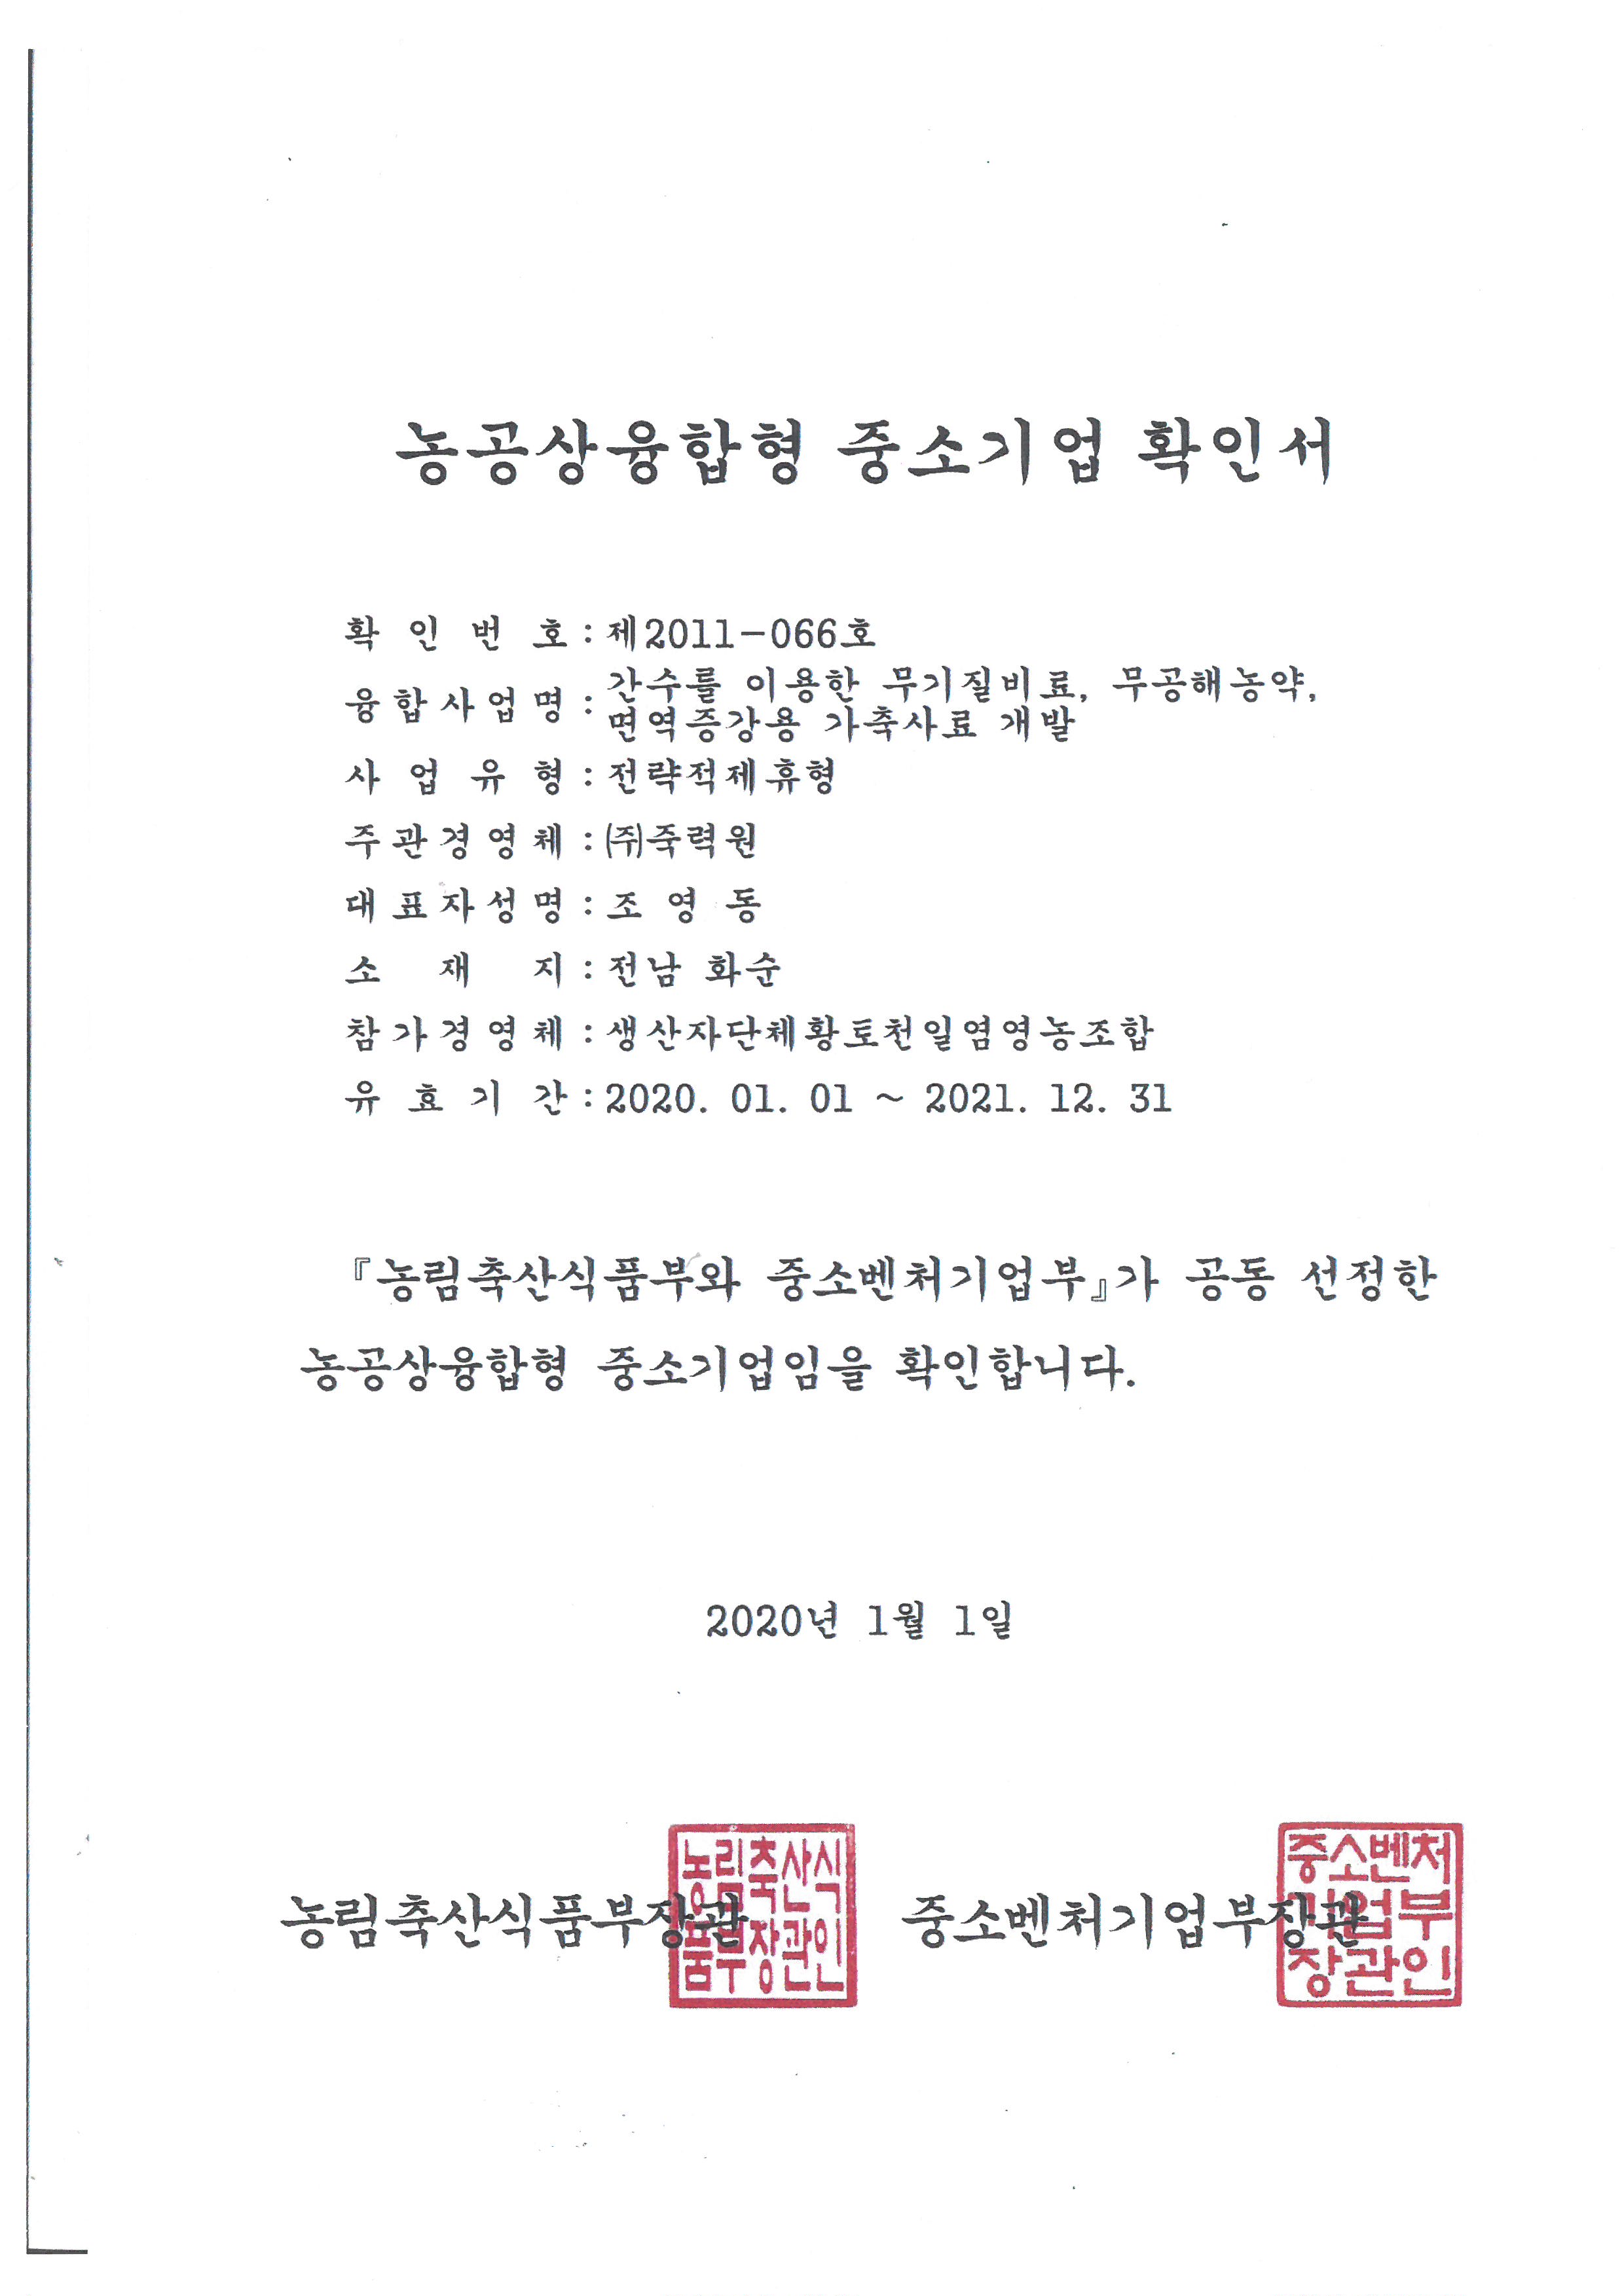 농공상융합형 중소기업 확인서
확 인 번 호 : 제2011-066호
융합사업명 : 간수를 이용한 무기질비료, 무공해농약,
면역증강용 가축사료 개발
사 업 유 형 : 전략적제휴형
주관경영체 : ㈜죽력원
대표자성명 : 조 영 동
소 재 지 : 전남 화순
참가경영체 : 생산자단체황토천일염영농조합
유 효 기 간 : 2020. 01. 01 ~ 2021. 12. 31
『농림축산식품부와 중소벤처기업부』가 공동 선정한
농공상융합형 중소기업임을 확인합니다.
2020년 1월 1일
농림축산식품부장관 중소벤처기업부장관
농림축산식
품부장관인
중소벤처
기업부
장관인